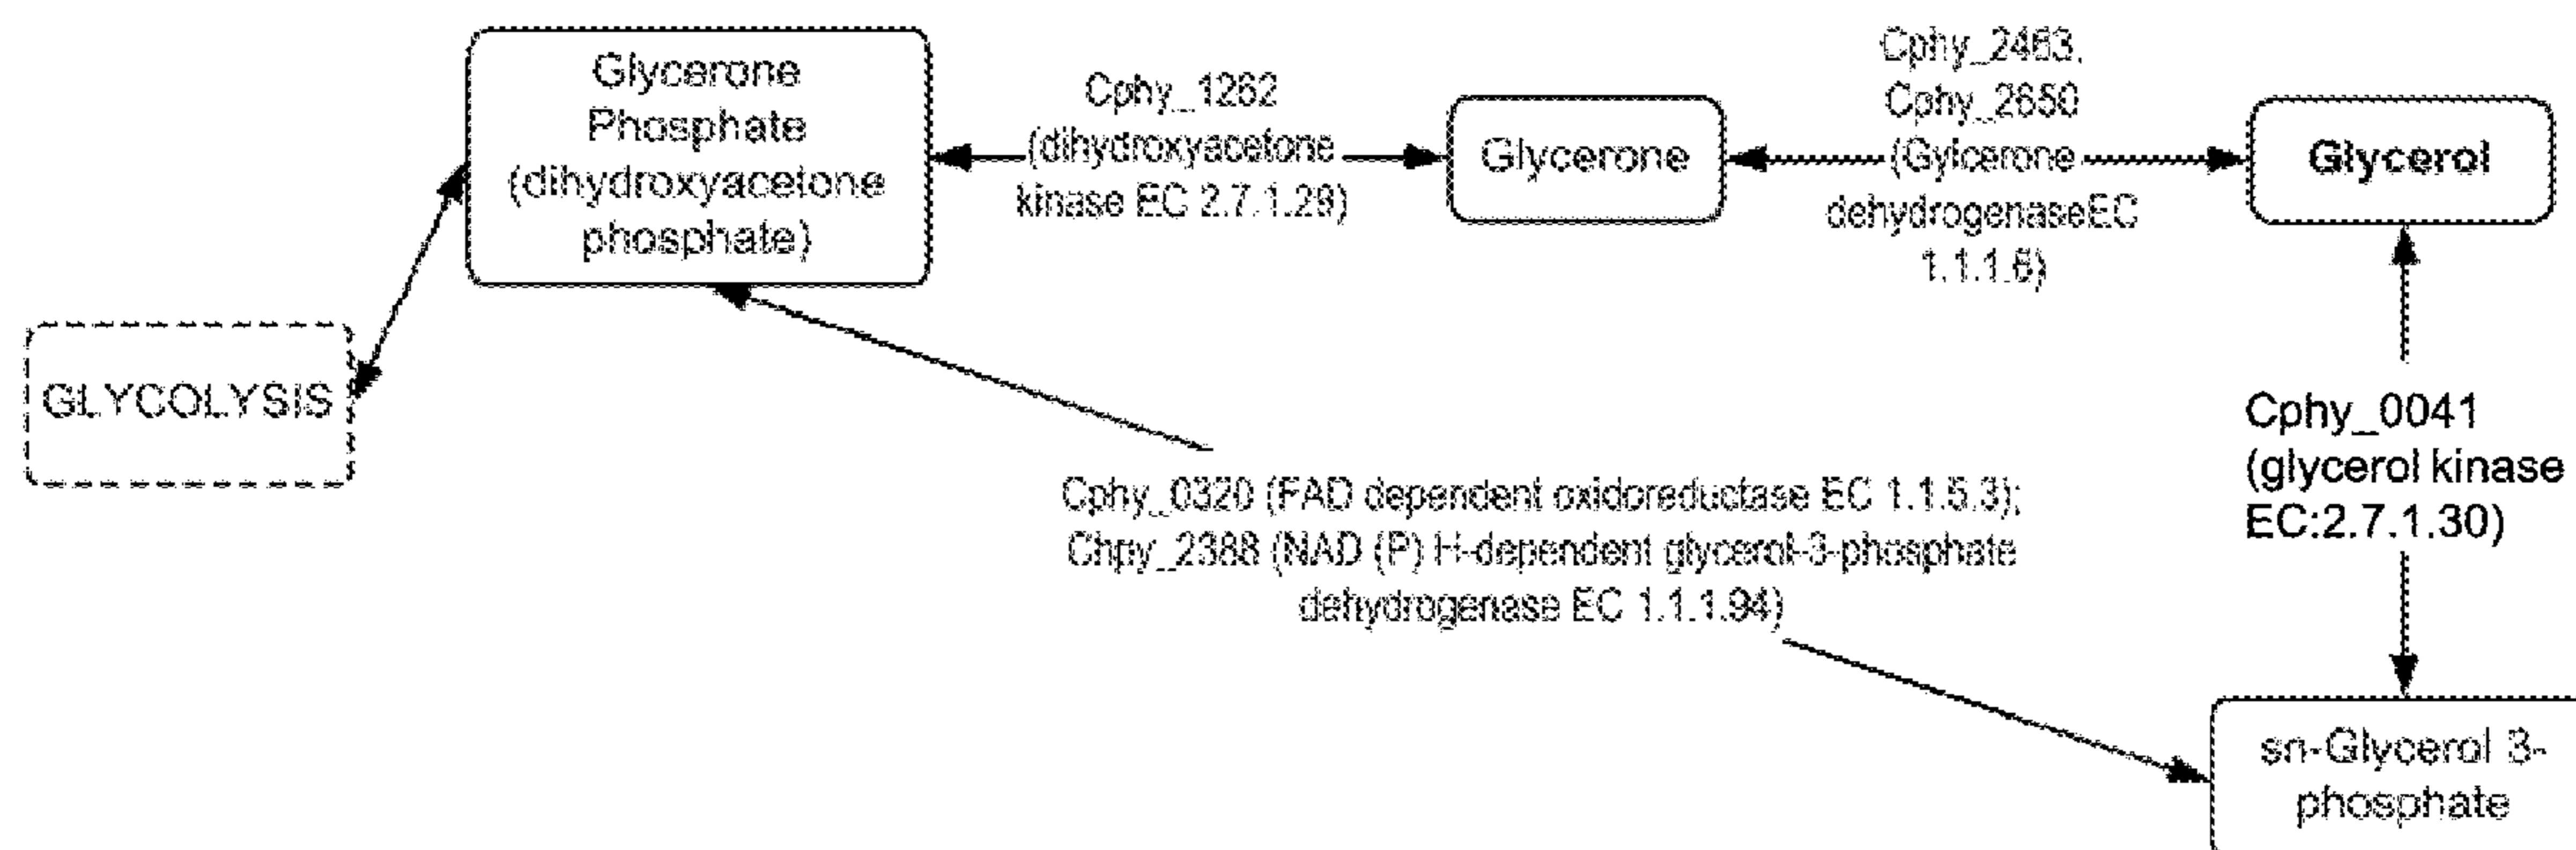 Glycerone
Phosphate
(dihydroxyacetone
phosphate)
Cphy_1262
(dihydroxyacetone
kinase EC 2.7.1.29)
Glycerone
Cphy_2463,
Cphy_2650
(Gylcerone
dehydrogenaseEC
1.1.1.6)
Glycerol
GLYCOLYSIS
Cphy_0041
(glycerol kinase
EC:2.7.1.30)
Cphy_0320 (FAD dependent oxidoreductase EC 1.1.5.3);
Chpy_2388 (NAD (P) H-dependent glycerol-3-phosphate
dehydrogenase EC 1.1.1.94)
sn-Glycerol 3-
phosphate